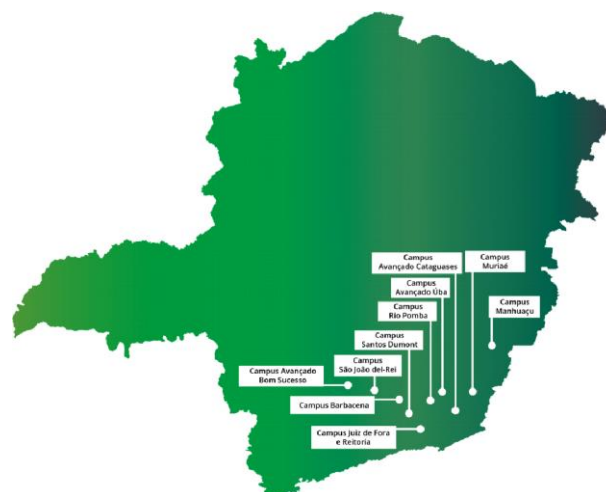 Campus
Avançado Cataguases
Campus
Muriaé
Campus
Avançado Úba
Campus
Rio Pomba
Campus
Manhuaçu
Campus
Santos Dumont
Campus
São João del-Rei
Campus Avançado
Bom Sucesso
Campus Barbacena
Campus Juiz de Fora
e Reitoria